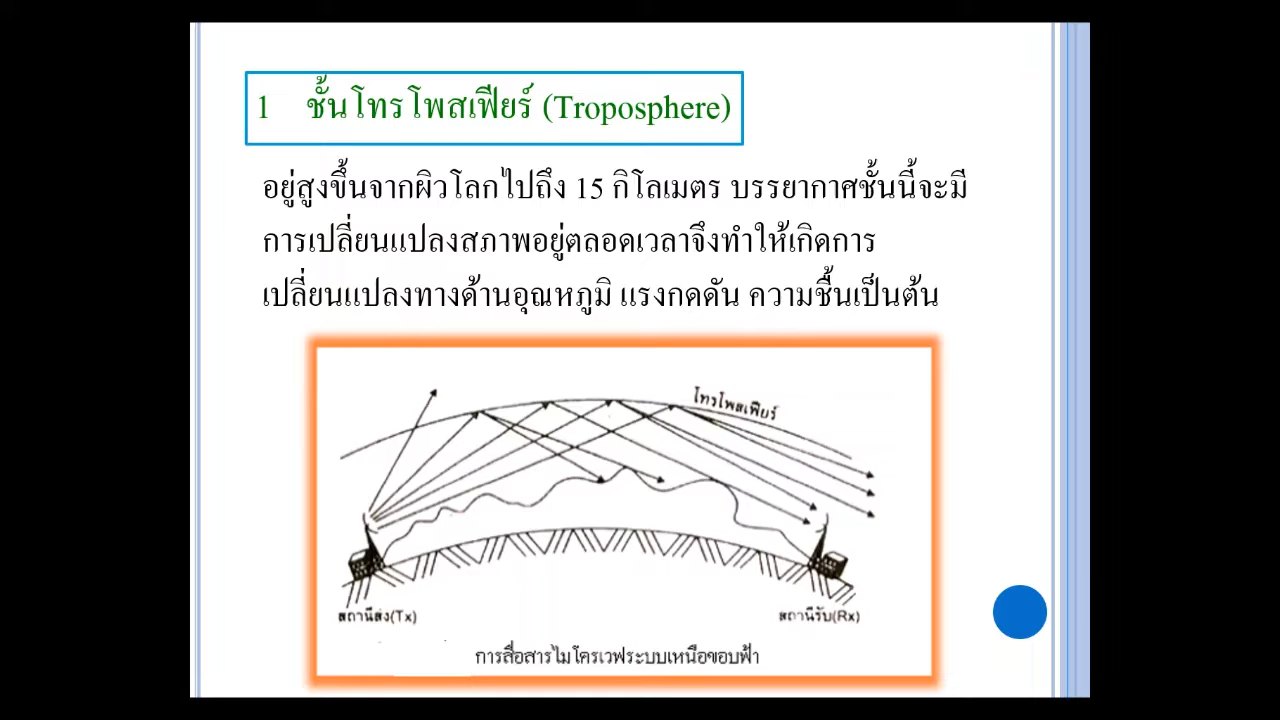 1 ชั้นโทรโพสเฟียร์ (Troposphere)
อยู่สูงขึ้นจากผิวโลกไปถึง 15 กิโลเมตร บรรยากาศชั้นนี้จะมี
การเปลี่ยนแปลงสภาพอยู่ตลอดเวลาจึงทำให้เกิดการ
เปลี่ยนแปลงทางด้านอุณหภูมิ แรงกดดัน ความชื้นเป็นต้น
โทรโพสเฟียร์
สถานีส่ง(Tx)
สถานีรับ(Rx)
การสื่อสารไมโครเวฟระบบเหนือขอบฟ้า